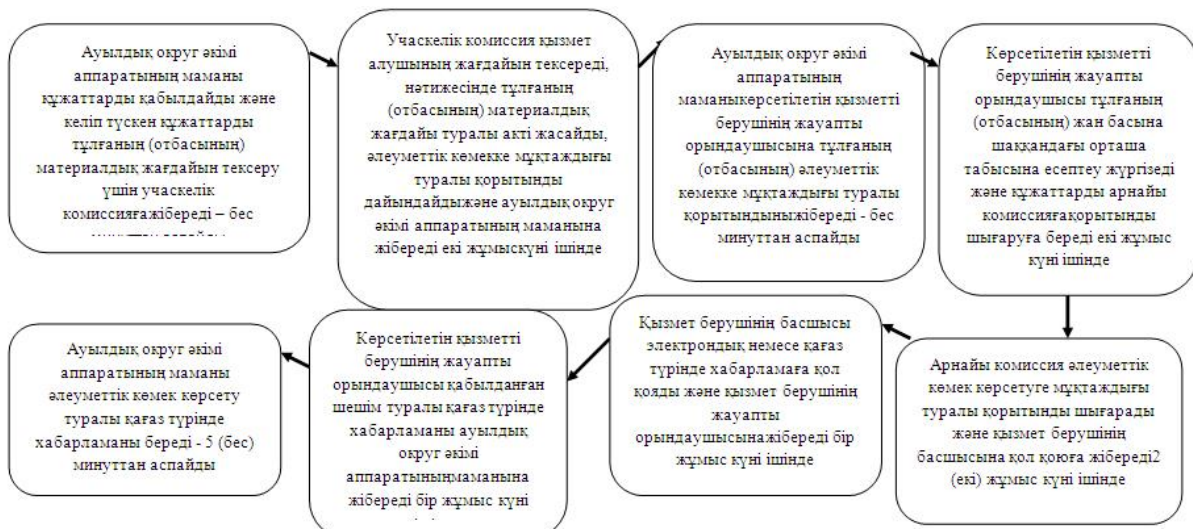 Ауылдық округ әкімі
аппаратының маманы
құжаттарды қабылдайды және
келіп түскен құжаттарды
тұлғаның (отбасының)
материалдық жағдайын тексеру
үшін учаскелік
комиссияғажібереді – бес
Учаскелік комиссия қызмет
алушының жағдайын тексереді,
нәтижесінде тұлғаның
(отбасының) материалдық
жағдайы туралы акті жасайды,
әлеуметтік көмекке мұқтаждығы
туралы қорытынды
дайындайдыжәне ауылдық округ
әкімі аппаратының маманына
жібереді екі жұмыскүні ішінде
Ауылдық округ әкімі
аппаратының
маманыкөрсетілетін қызметті
берушінің жауапты
орындаушысына тұлғаның
(отбасының) әлеуметтік
көмекке мұқтаждығы туралы
қорытындыныжібереді - бес
минуттан аспайды
Көрсетілетін қызметті
берушінің жауапты
орындаушысы тұлғаның
(отбасының) жан басына
шаққандағы орташа
табысына есептеу жүргізеді
және құжаттарды арнайы
комиссияғақорытынды
шығаруға береді екі жұмыс
күні ішінде
Арнайы комиссия әлеуметтік
көмек көрсетуге мұқтаждығы
туралы қорытынды шығарады
және қызмет берушінің
басшысына қол қоюға жібереді2
(екі) жұмыс күні ішінде
Қызмет берушінің басшысы
электрондық немесе қағаз
түрінде хабарламаға қол
қояды және қызмет берушінің
жауапты
орындаушысынажібереді бір
жұмыс күні ішінде
Көрсетілетін қызметті
берушінің жауапты
орындаушысы қабылданған
шешім туралы қағаз түрінде
хабарламаны ауылдық
округ әкімі
аппаратыныңмаманына
жібереді бір жұмыс күні
Ауылдық округ әкімі
аппаратының маманы
әлеуметтік көмек көрсету
туралы қағаз түрінде
хабарламаны береді - 5 (бес)
минуттан аспайды